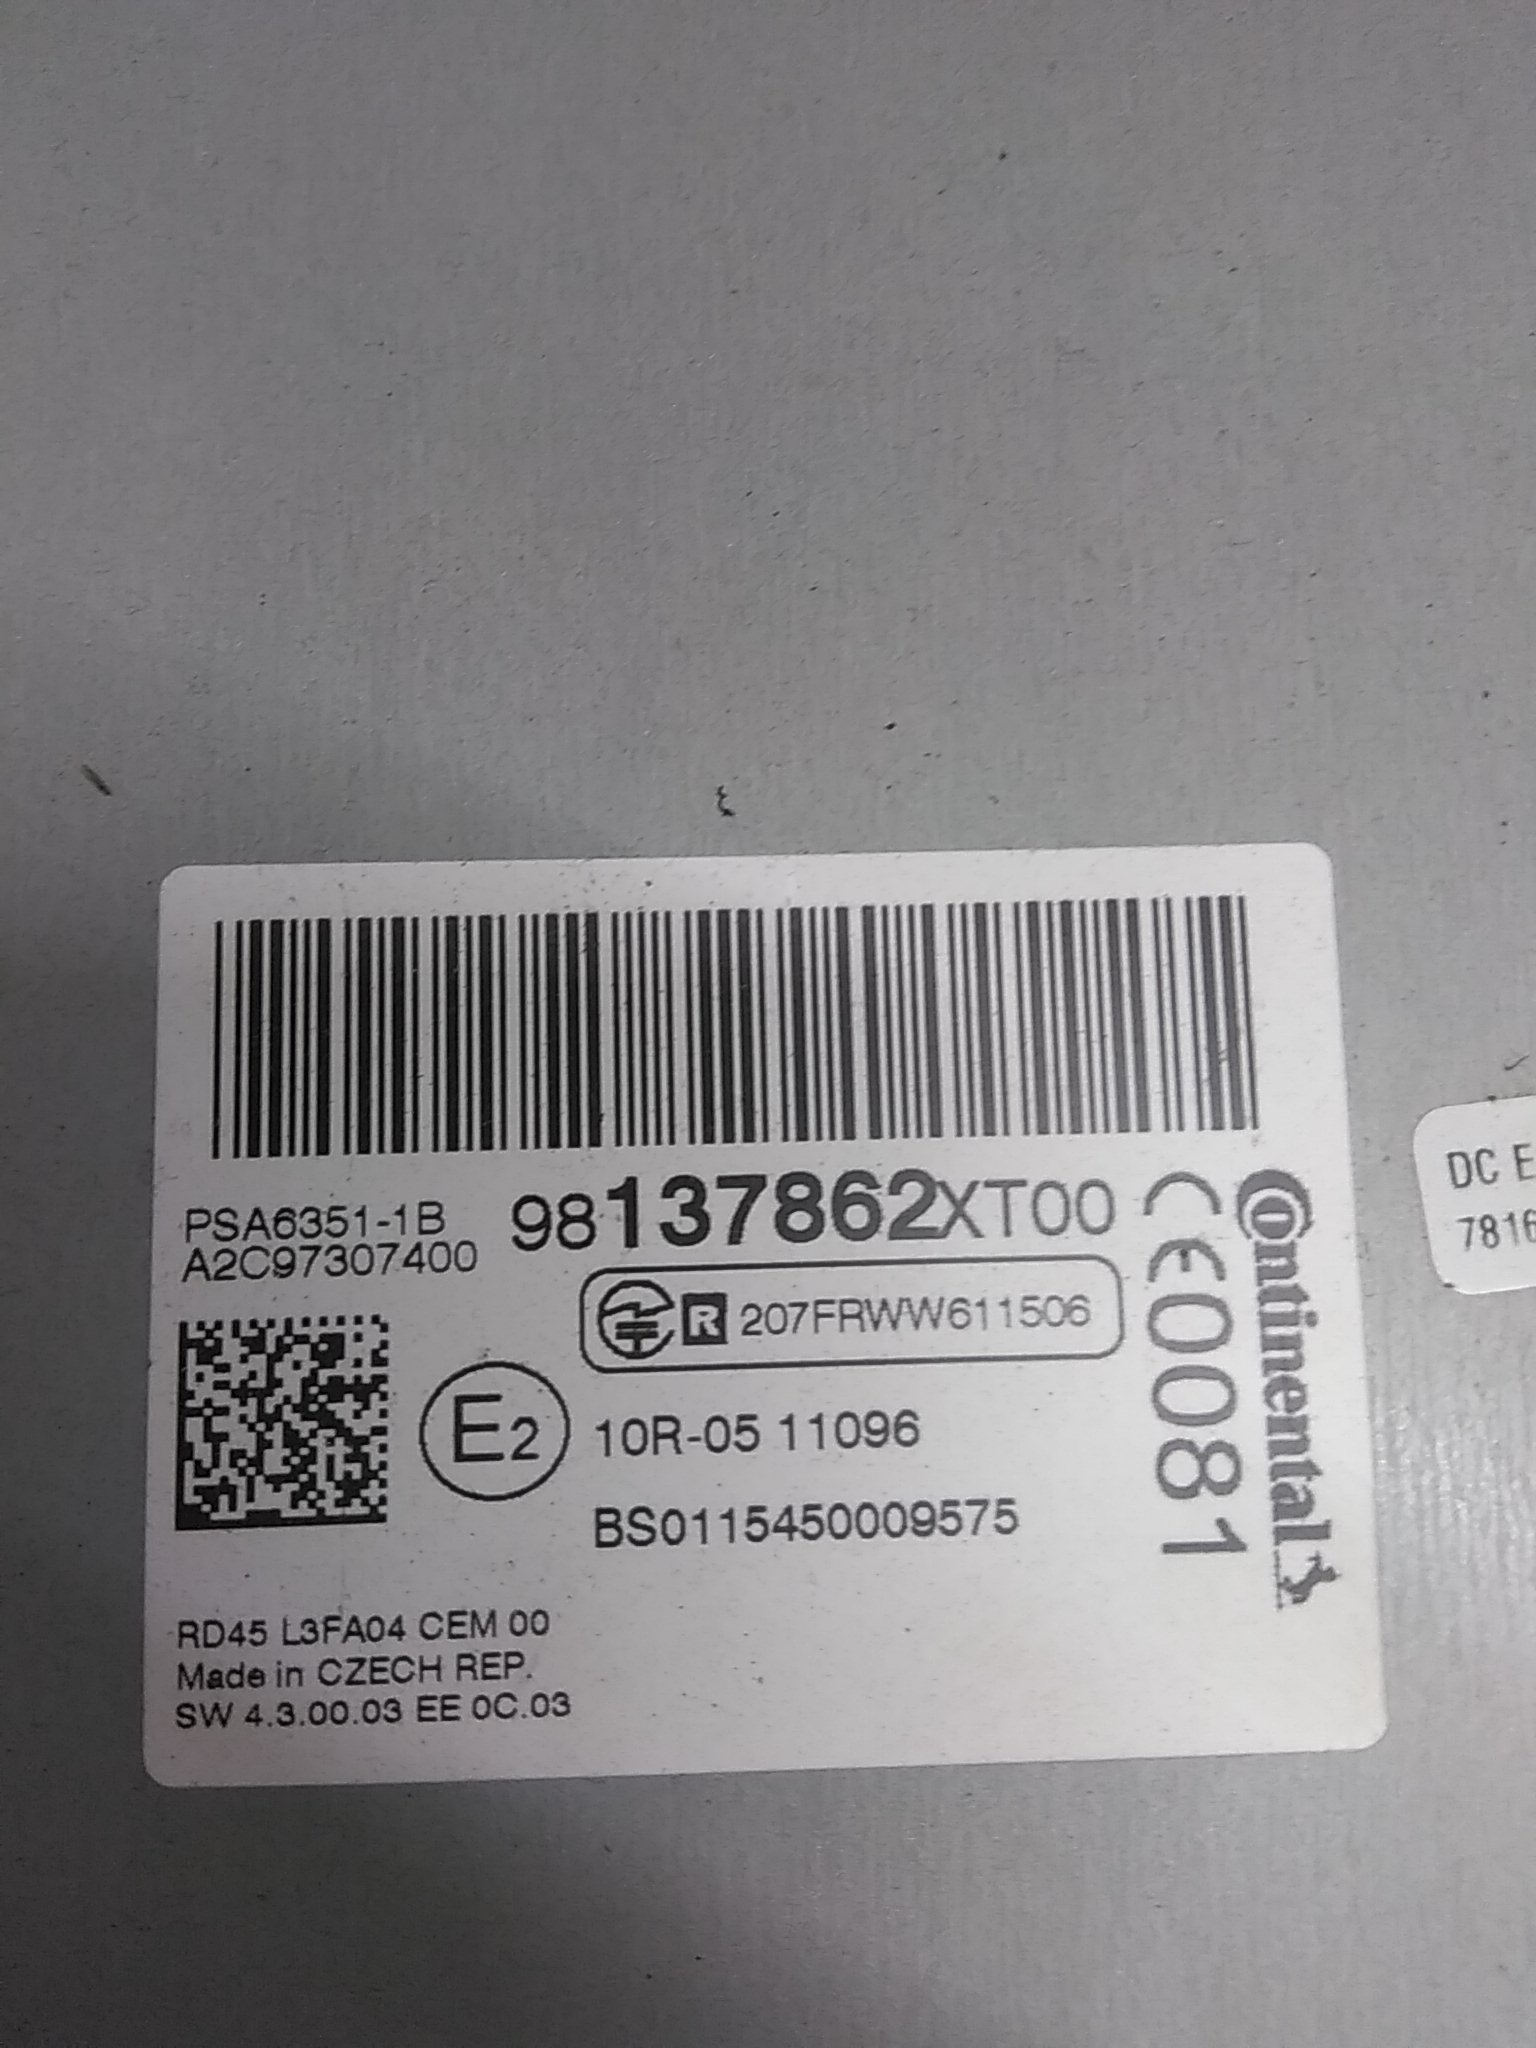 PSA6351-1B
A2C97307400
98137862XT00
R 207FRWW611506
E2
10R-05 11096
BS0115450009575
RD45 L3FA04 CEM 00
Made in CZECH REP.
SW 4.3.00.03 EE 0C.03
CE0081
Continental
DC E
7816